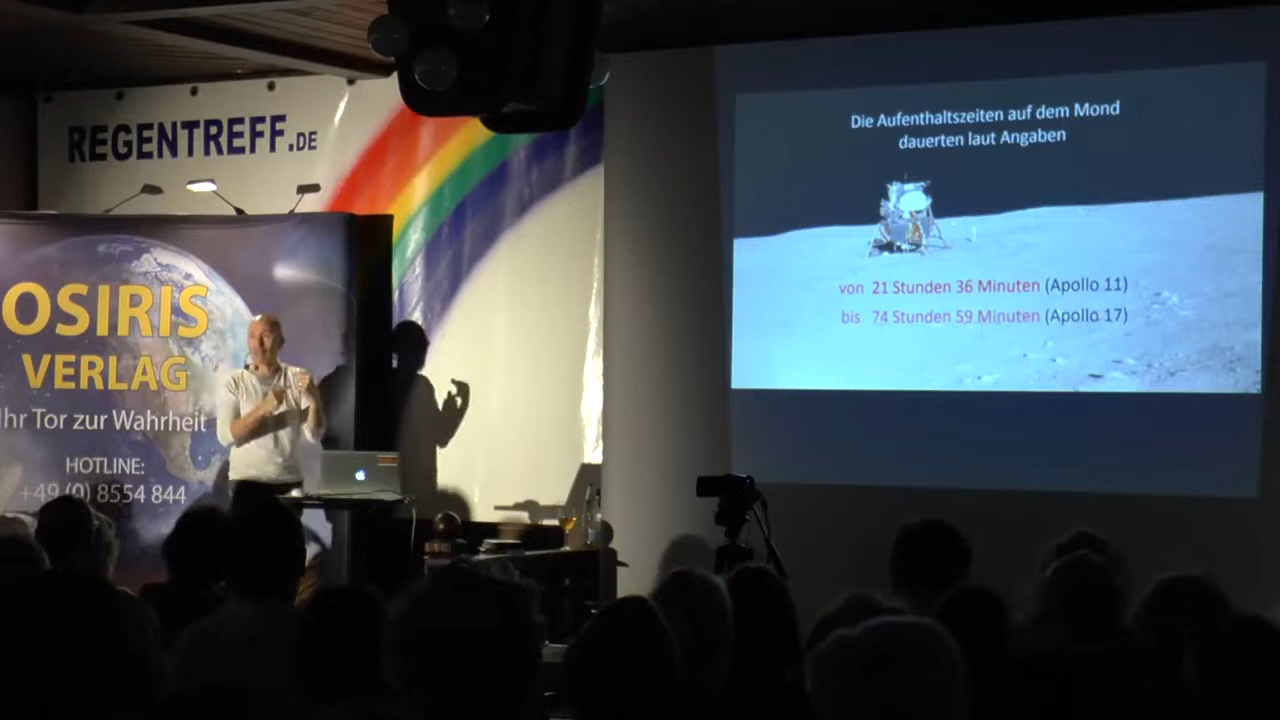 REGENTREFF.DE
OSIRIS
VERLAG
Ihr Tor zur Wahrheit
HOTLINE:
+49 (0) 8554 844
Die Aufenthaltszeiten auf dem Mond
dauerten laut Angaben
von 21 Stunden 36 Minuten (Apollo 11)
bis 74 Stunden 59 Minuten (Apollo 17)